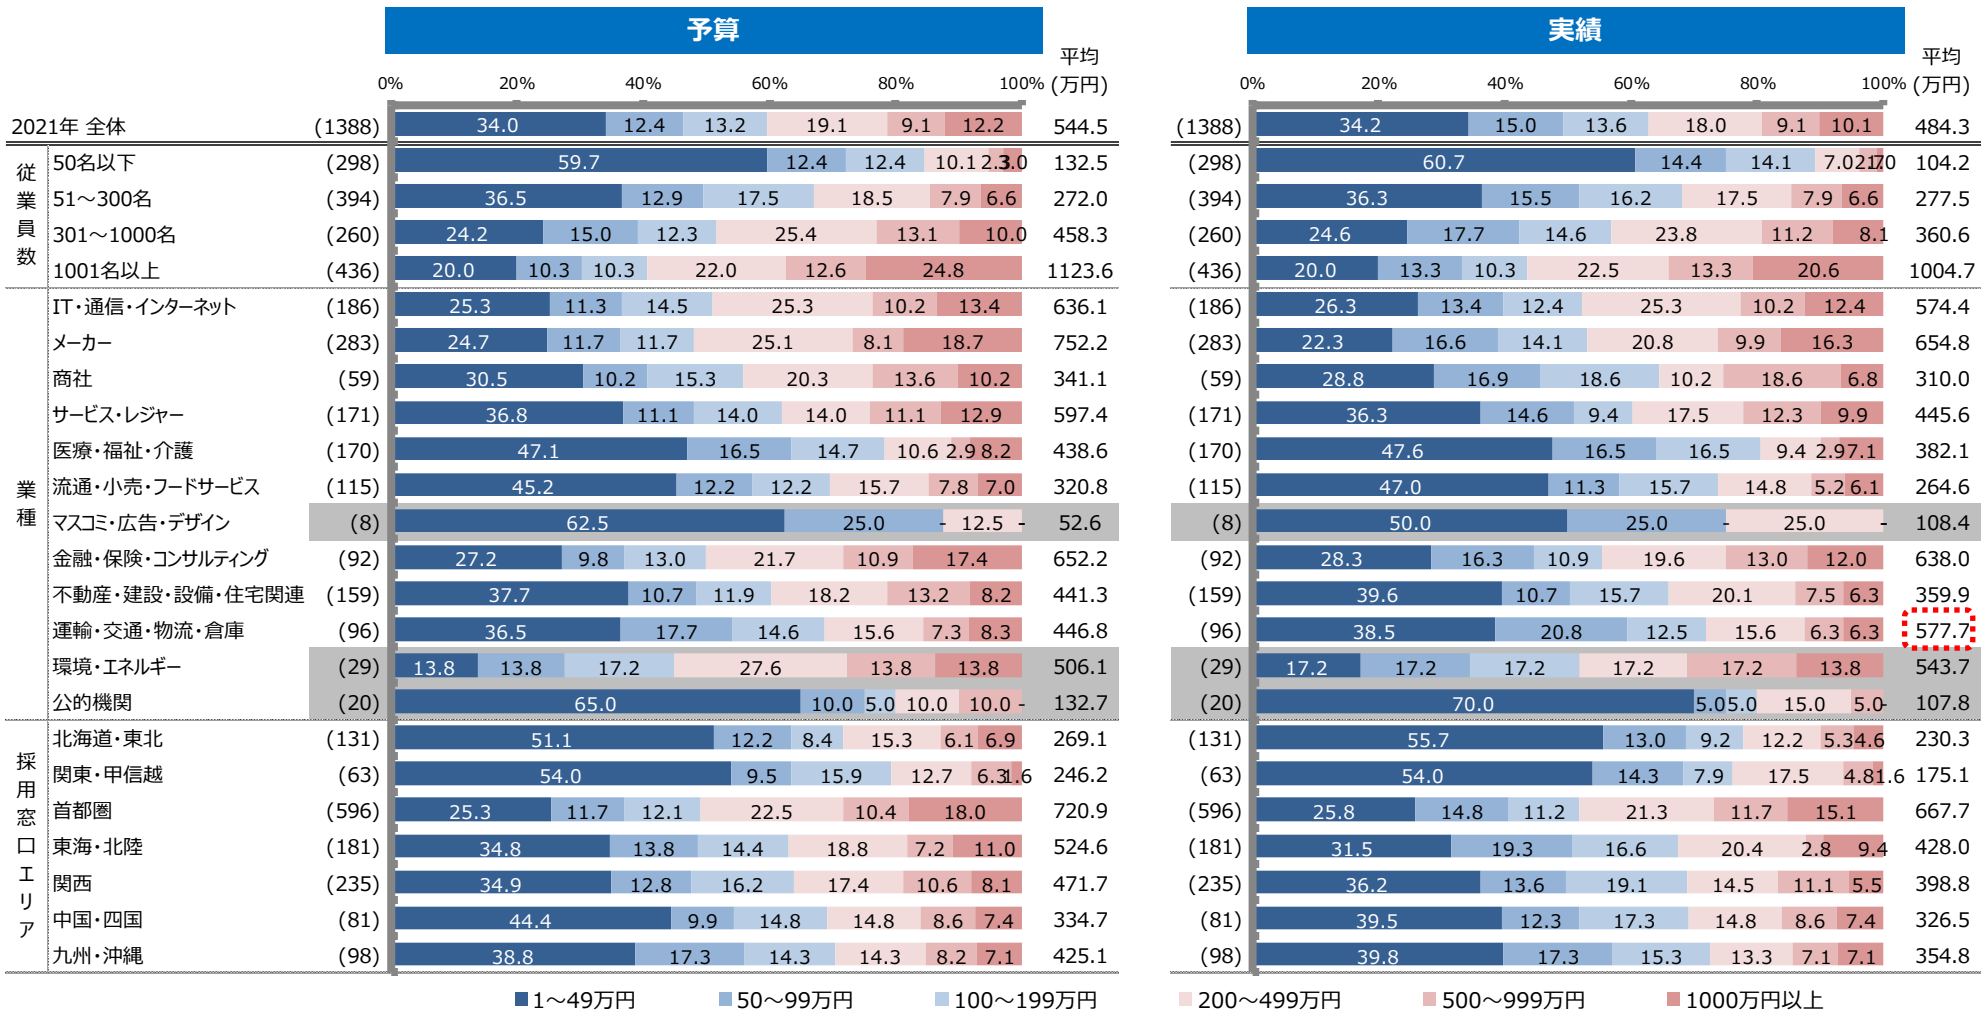 予算 実績
平均 平均
0% 20% 40% 60% 80% 100% (万円) 0% 20% 40% 60% 80% 100% (万円)
2021年 全体 (1388) 34.0 12.4 13.2 19.1 9.1 12.2 544.5 (1388) 34.2 15.0 13.6 18.0 9.1 10.1 484.3
従業員数
50名以下 (298) 59.7 12.4 12.4 10.1 2.3 3.0 132.5 (298) 60.7 14.4 14.1 7.0 2.0 1.7 104.2
51～300名 (394) 36.5 12.9 17.5 18.5 7.9 6.6 272.0 (394) 36.3 15.5 16.2 17.5 7.9 6.6 277.5
301～1000名 (260) 24.2 15.0 12.3 25.4 13.1 10.0 458.3 (260) 24.6 17.7 14.6 23.8 11.2 8.1 360.6
1001名以上 (436) 20.0 10.3 10.3 22.0 12.6 24.8 1123.6 (436) 20.0 13.3 10.3 22.5 13.3 20.6 1004.7
業種
IT・通信・インターネット (186) 25.3 11.3 14.5 25.3 10.2 13.4 636.1 (186) 26.3 13.4 12.4 25.3 10.2 12.4 574.4
メーカー (283) 24.7 11.7 11.7 25.1 8.1 18.7 752.2 (283) 22.3 16.6 14.1 20.8 9.9 16.3 654.8
商社 (59) 30.5 10.2 15.3 20.3 13.6 10.2 341.1 (59) 28.8 16.9 18.6 10.2 18.6 6.8 310.0
サービス・レジャー (171) 36.8 11.1 14.0 14.0 11.1 12.9 597.4 (171) 36.3 14.6 9.4 17.5 12.3 9.9 445.6
医療・福祉・介護 (170) 47.1 16.5 14.7 10.6 2.9 8.2 438.6 (170) 47.6 16.5 16.5 9.4 2.9 7.1 382.1
流通・小売・フードサービス (115) 45.2 12.2 12.2 15.7 7.8 7.0 320.8 (115) 47.0 11.3 15.7 14.8 5.2 6.1 264.6
マスコミ・広告・デザイン (8) 62.5 25.0 - 12.5 - 52.6 (8) 50.0 25.0 - 25.0 - 108.4
金融・保険・コンサルティング (92) 27.2 9.8 13.0 21.7 10.9 17.4 652.2 (92) 28.3 16.3 10.9 19.6 13.0 12.0 638.0
不動産・建設・設備・住宅関連 (159) 37.7 10.7 11.9 18.2 13.2 8.2 441.3 (159) 39.6 10.7 15.7 20.1 7.5 6.3 359.9
運輸・交通・物流・倉庫 (96) 36.5 17.7 14.6 15.6 7.3 8.3 446.8 (96) 38.5 20.8 12.5 15.6 6.3 6.3 577.7
環境・エネルギー (29) 13.8 13.8 17.2 27.6 13.8 13.8 506.1 (29) 17.2 17.2 17.2 17.2 17.2 13.8 543.7
公的機関 (20) 65.0 10.0 5.0 10.0 10.0 - 132.7 (20) 70.0 5.0 5.0 15.0 5.0 - 107.8
採用窓口エリア
北海道・東北 (131) 51.1 12.2 8.4 15.3 6.1 6.9 269.1 (131) 55.7 13.0 9.2 12.2 5.3 4.6 230.3
関東・甲信越 (63) 54.0 9.5 15.9 12.7 6.3 1.6 246.2 (63) 54.0 14.3 7.9 17.5 4.8 1.6 175.1
首都圏 (596) 25.3 11.7 12.1 22.5 10.4 18.0 720.9 (596) 25.8 14.8 11.2 21.3 11.7 15.1 667.7
東海・北陸 (181) 34.8 13.8 14.4 18.8 7.2 11.0 524.6 (181) 31.5 19.3 16.6 20.4 2.8 9.4 428.0
関西 (235) 34.9 12.8 16.2 17.4 10.6 8.1 471.7 (235) 36.2 13.6 19.1 14.5 11.1 5.5 398.8
中国・四国 (81) 44.4 9.9 14.8 14.8 8.6 7.4 334.7 (81) 39.5 12.3 17.3 14.8 8.6 7.4 326.5
九州・沖縄 (98) 38.8 17.3 14.3 14.3 8.2 7.1 425.1 (98) 39.8 17.3 15.3 13.3 7.1 7.1 354.8
1～49万円 50～99万円 100～199万円 200～499万円 500～999万円 1000万円以上